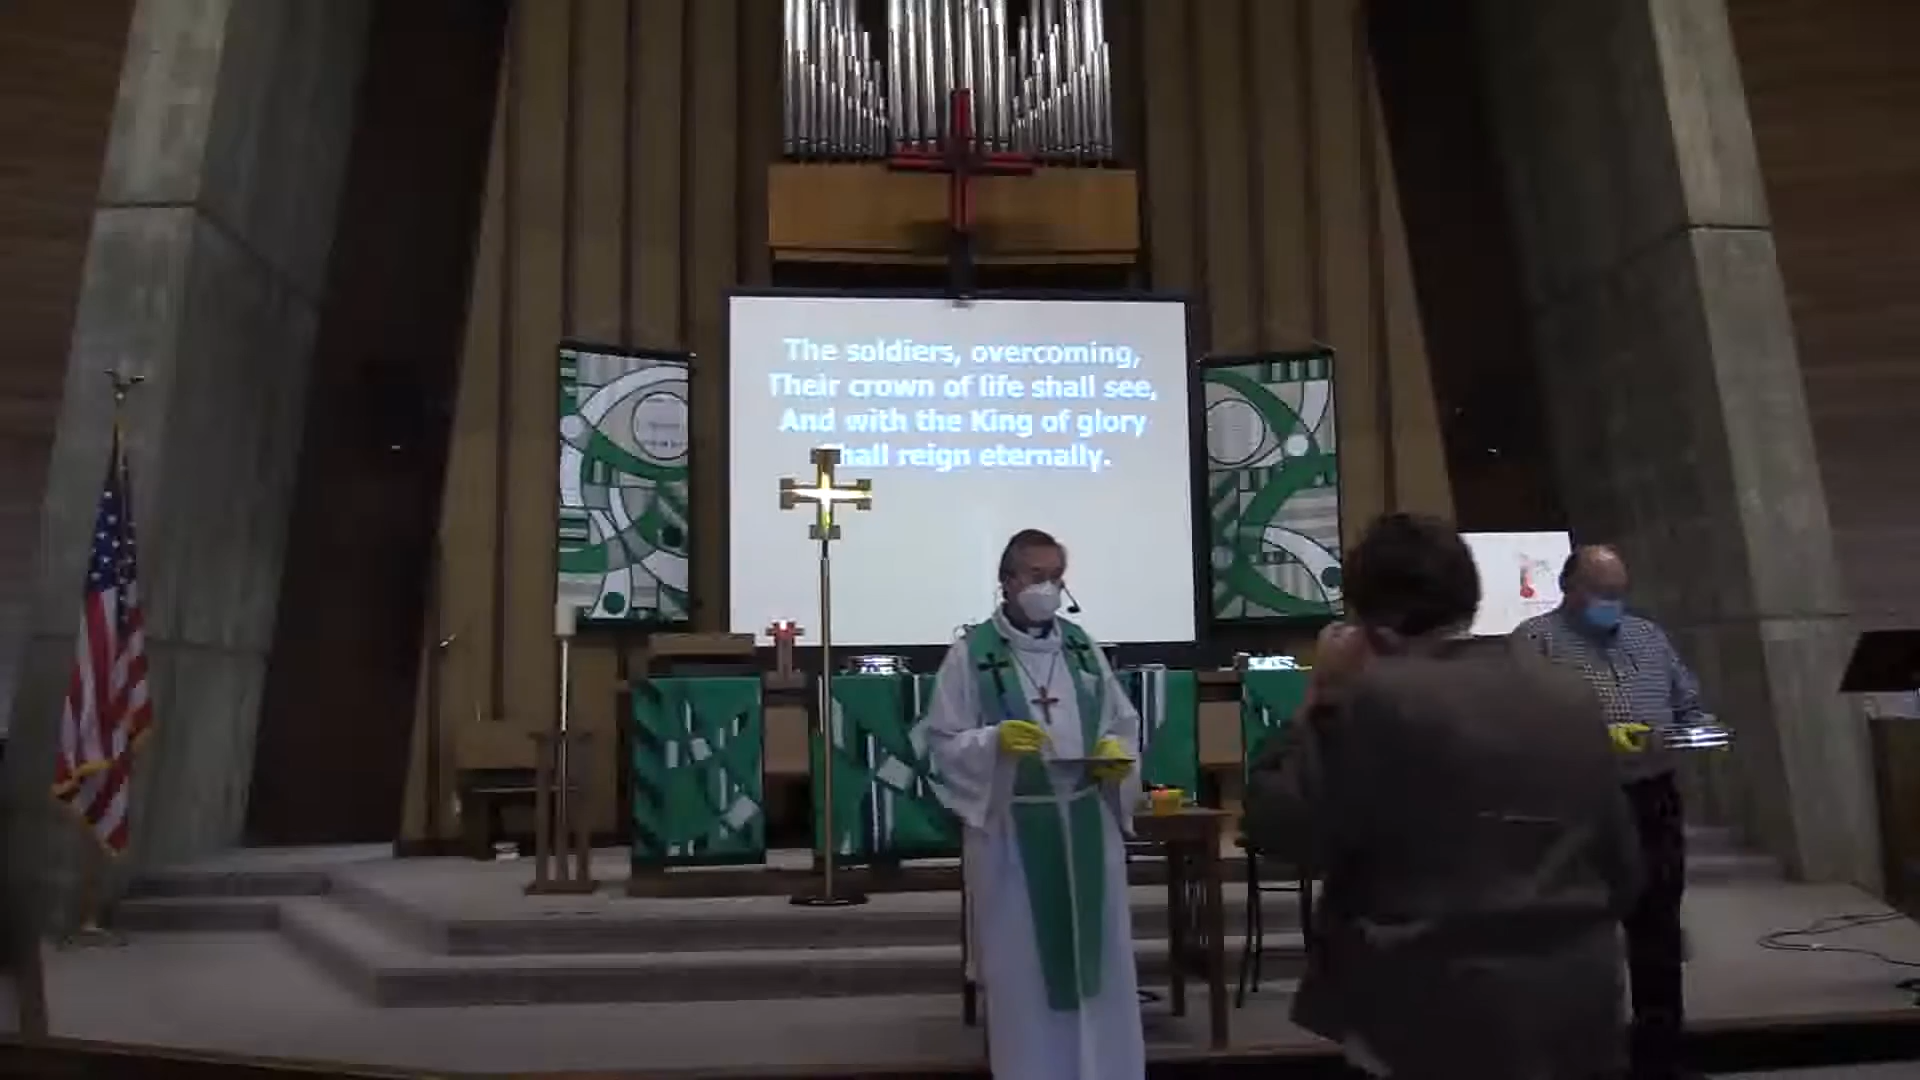 The soldiers, overcoming,
Their crown of life shall see,
And with the King of glory
Shall reign eternally.